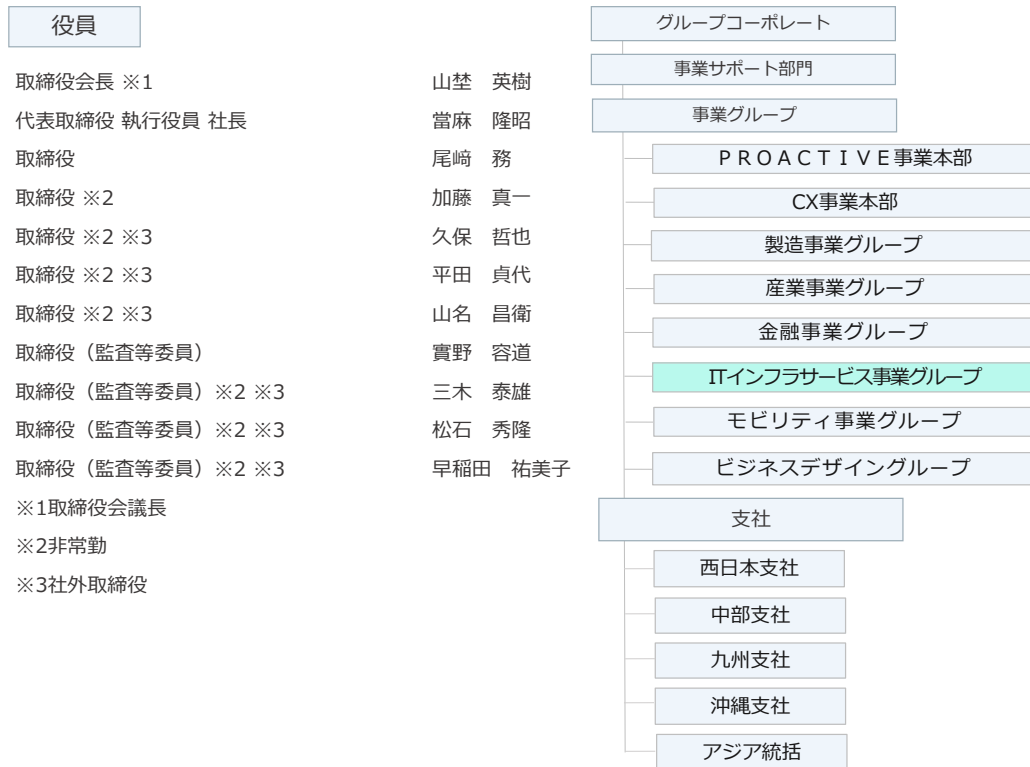 役員
取締役会長 ※1 山埜 英樹
代表取締役 執行役員 社長 當麻 隆昭
取締役 尾﨑 務
取締役 ※2 加藤 真一
取締役 ※2 ※3 久保 哲也
取締役 ※2 ※3 平田 貞代
取締役 ※2 ※3 山名 昌衛
取締役（監査等委員） 實野 容道
取締役（監査等委員）※2 ※3 三木 泰雄
取締役（監査等委員）※2 ※3 松石 秀隆
取締役（監査等委員）※2 ※3 早稲田 祐美子
※1取締役会議長
※2非常勤
※3社外取締役
グループコーポレート
事業サポート部門
事業グループ
ＰＲＯＡＣＴＩＶＥ事業本部
CX事業本部
製造事業グループ
産業事業グループ
金融事業グループ
ITインフラサービス事業グループ
モビリティ事業グループ
ビジネスデザイングループ
支社
西日本支社
中部支社
九州支社
沖縄支社
アジア統括